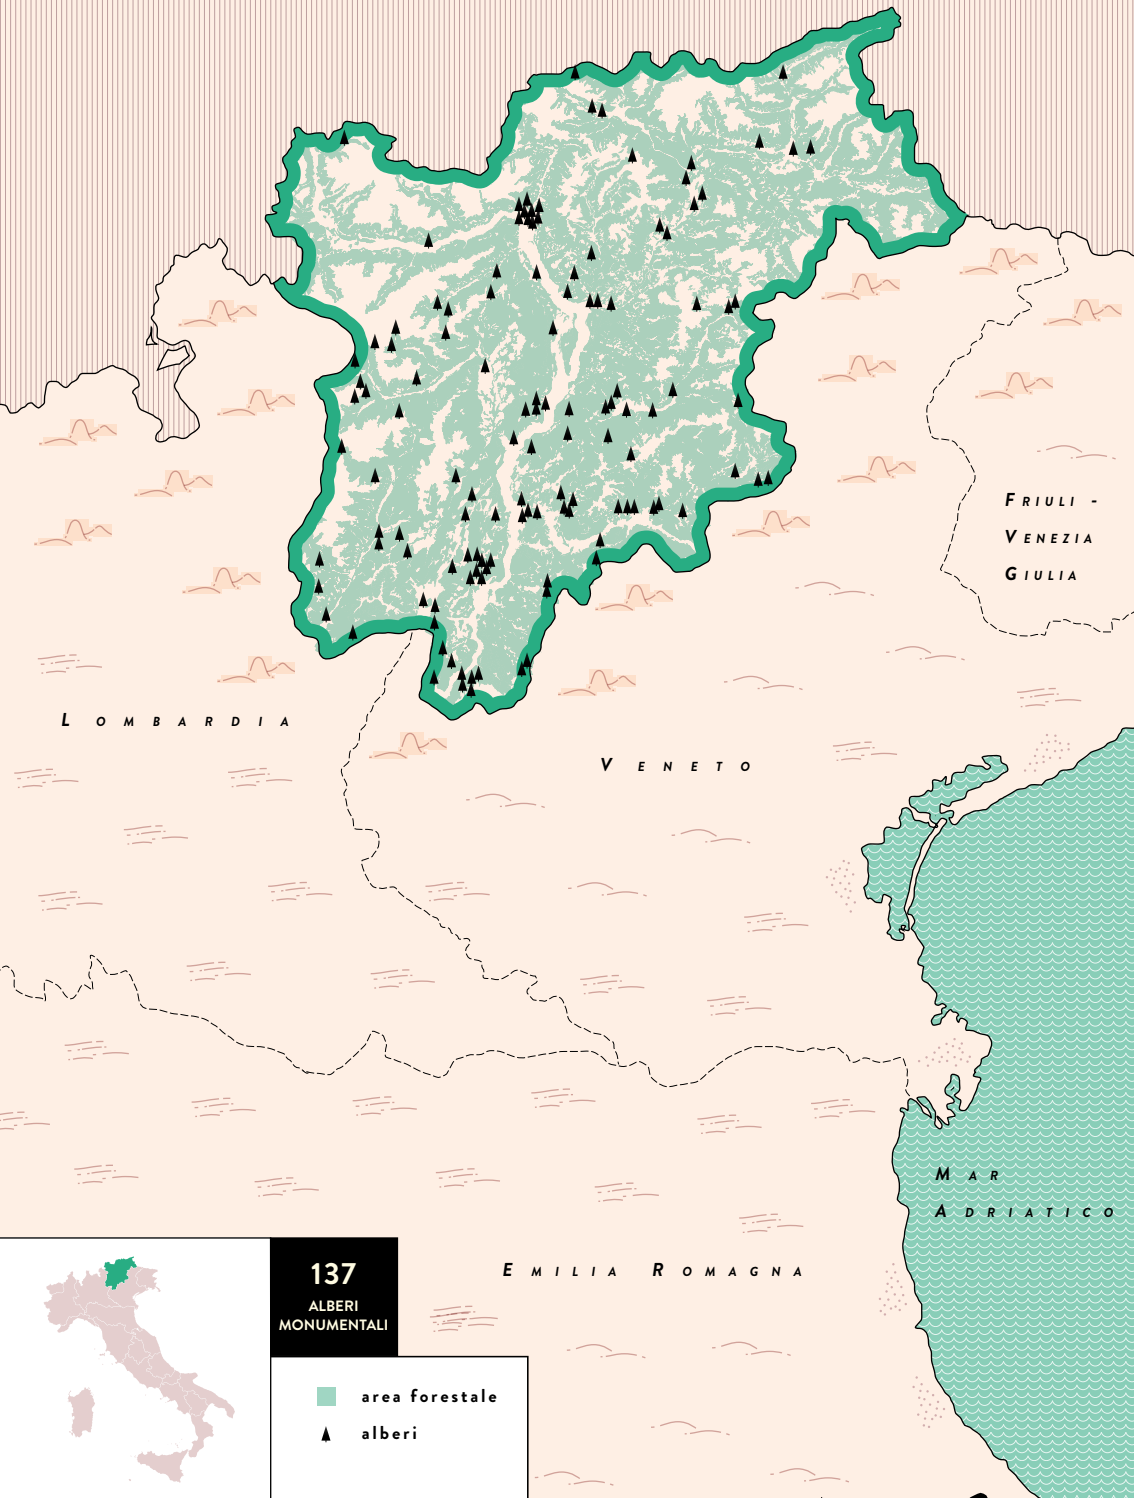 FRIULI -
VENEZIA
GIULIA
LOMBARDIA
VENETO
MAR
ADRIATICO
EMILIA ROMAGNA
137
ALBERI
MONUMENTALI
area forestale
alberi